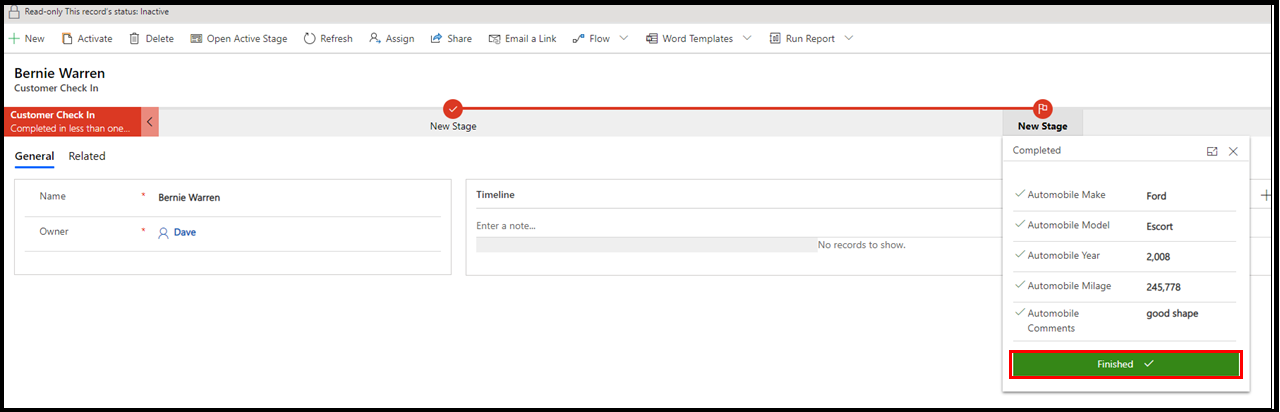 Read-only This record's status: Inactive
New Activate Delete Open Active Stage Refresh Assign Share Email a Link Flow Word Templates Run Report
Bernie Warren
Customer Check In
Customer Check In
Completed in less than one...
New Stage
New Stage
General Related
Completed
Name * Bernie Warren
Owner * Dave
Timeline
Enter a note...
No records to show.
Automobile Make Ford
Automobile Model Escort
Automobile Year 2,008
Automobile Milage 245,778
Automobile good shape
Comments
Finished